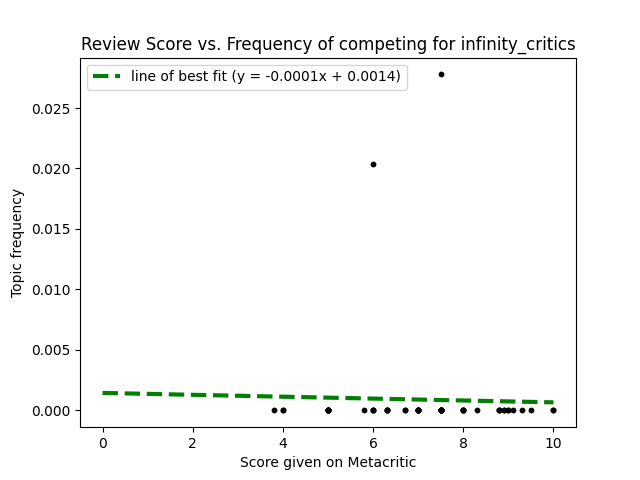 Review Score vs. Frequency of competing for infinity_critics
line of best fit (y = -0.0001x + 0.0014)
Topic frequency
0.025
0.020
0.015
0.010
0.005
0.000
0 2 4 6 8 10
Score given on Metacritic